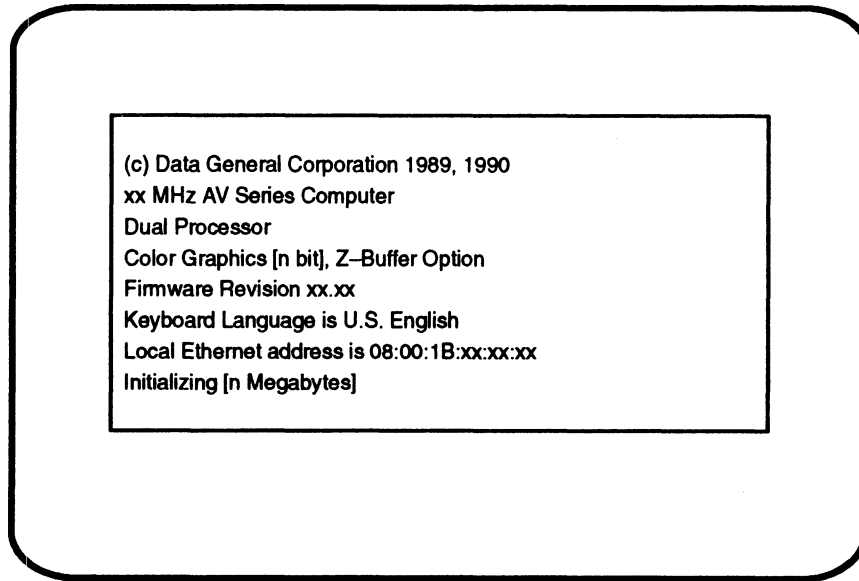 (c) Data General Corporation 1989, 1990
xx MHz AV Series Computer
Dual Processor
Color Graphics [n bit], Z–Buffer Option
Firmware Revision xx.xx
Keyboard Language is U.S. English
Local Ethernet address is 08:00:1B:xx:xx:xx
Initializing [n Megabytes]